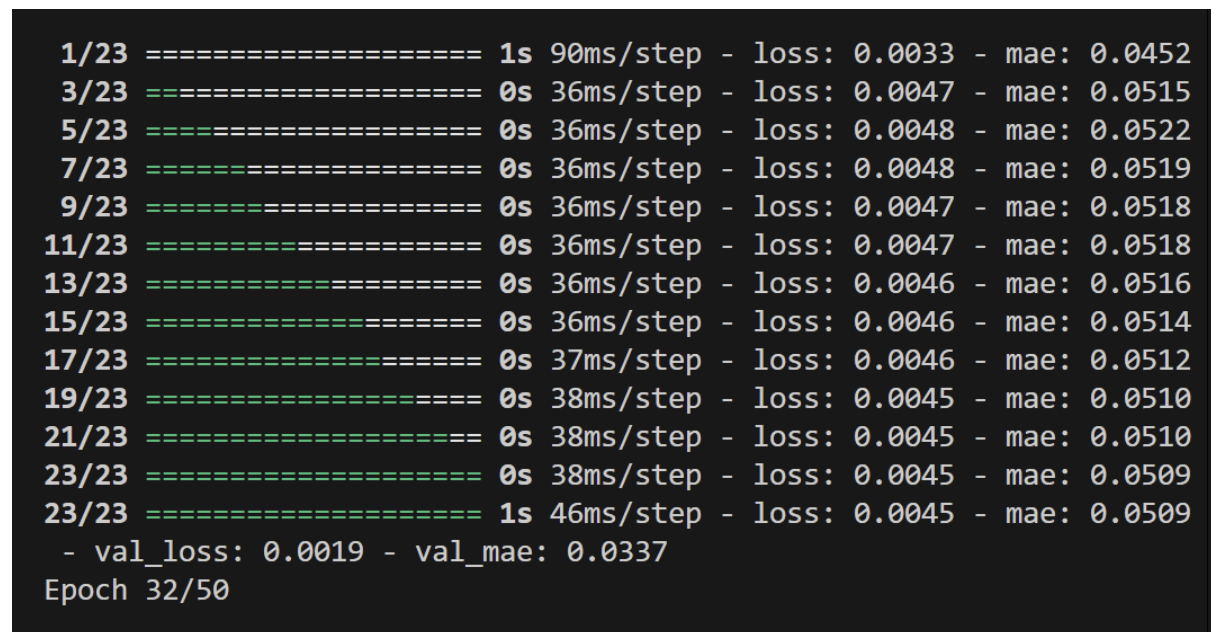 1/23 ==================== 1s 90ms/step - loss: 0.0033 - mae: 0.0452
3/23 ==================== 0s 36ms/step - loss: 0.0047 - mae: 0.0515
5/23 ==================== 0s 36ms/step - loss: 0.0048 - mae: 0.0522
7/23 ==================== 0s 36ms/step - loss: 0.0048 - mae: 0.0519
9/23 ==================== 0s 36ms/step - loss: 0.0047 - mae: 0.0518
11/23 ==================== 0s 36ms/step - loss: 0.0047 - mae: 0.0518
13/23 ==================== 0s 36ms/step - loss: 0.0046 - mae: 0.0516
15/23 ==================== 0s 36ms/step - loss: 0.0046 - mae: 0.0514
17/23 ==================== 0s 37ms/step - loss: 0.0046 - mae: 0.0512
19/23 ==================== 0s 38ms/step - loss: 0.0045 - mae: 0.0510
21/23 ==================== 0s 38ms/step - loss: 0.0045 - mae: 0.0510
23/23 ==================== 0s 38ms/step - loss: 0.0045 - mae: 0.0509
23/23 ==================== 1s 46ms/step - loss: 0.0045 - mae: 0.0509
- val_loss: 0.0019 - val_mae: 0.0337
Epoch 32/50